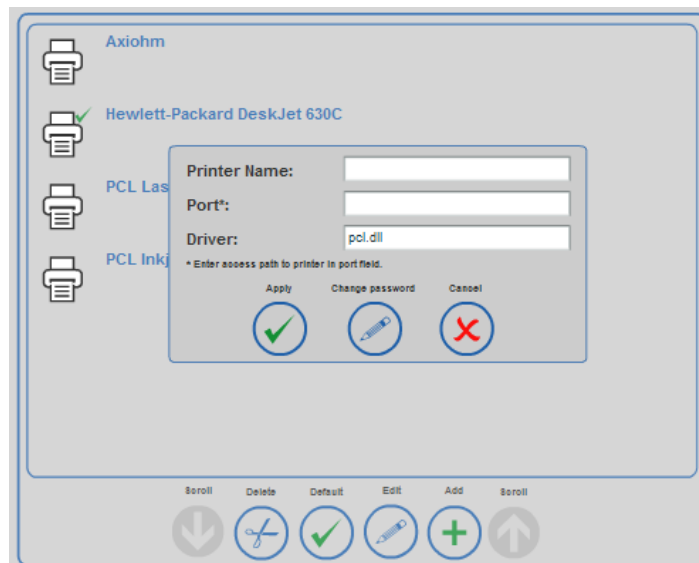 Axiohm
Hewlett-Packard DeskJet 630C
Printer Name:
PCL Las
Port*:
Driver: pcl.dll
PCL Inkj
* Enter access path to printer in port field.
Apply Change password Cancel
Scroll Delete Default Edit Add Scroll